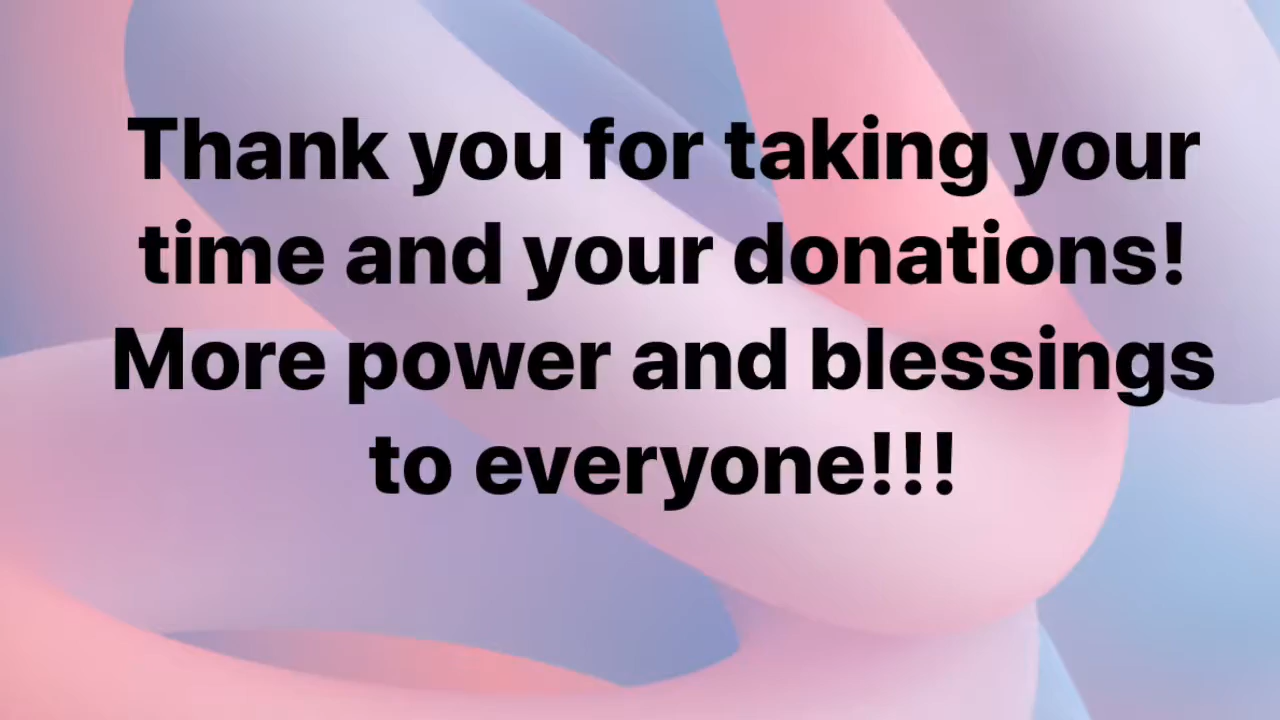 Thank you for taking your
time and your donations!
More power and blessings
to everyone!!!